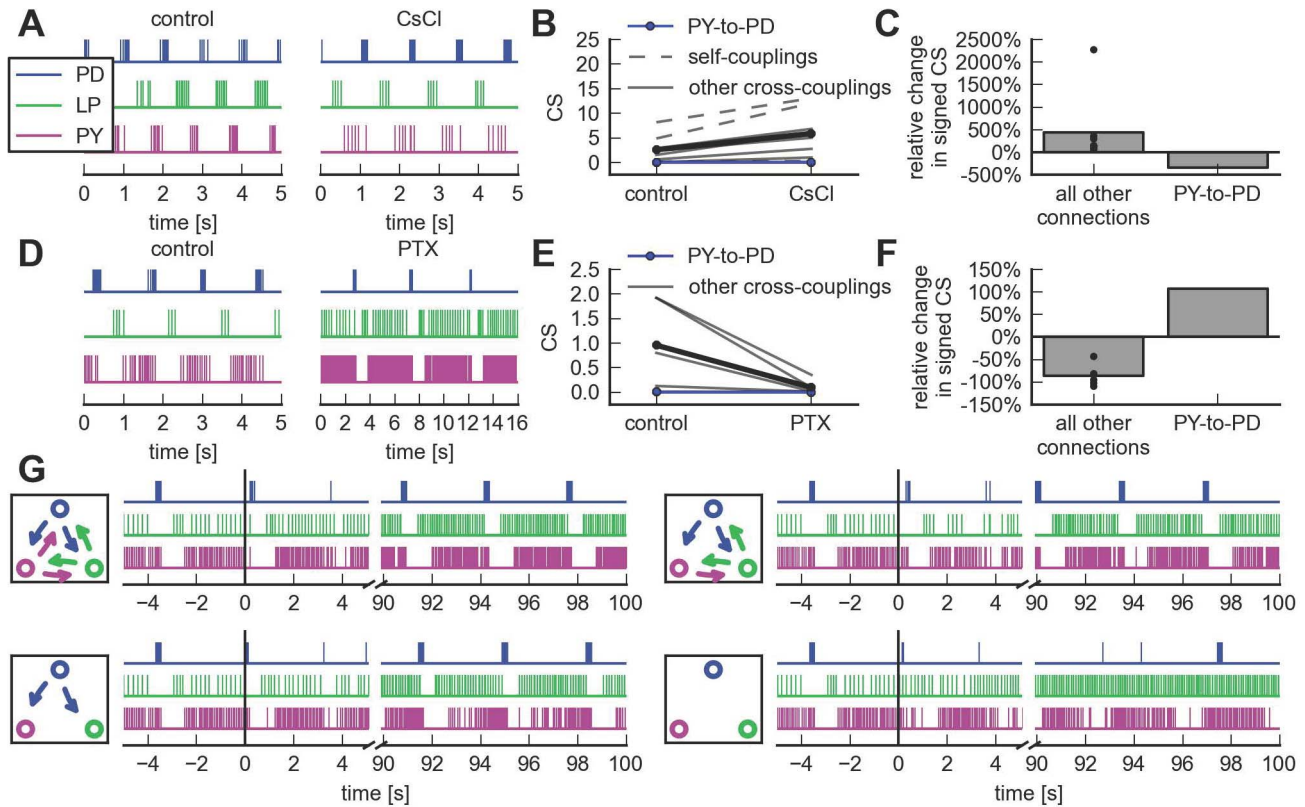 A
control
CsCl
PD
LP
PY
0 1 2 3 4 5
0 1 2 3 4 5
time [s]
time [s]
B
PY-to-PD
self-couplings
other cross-couplings
CS
25
20
15
10
5
0
control
CsCl
C
relative change
in signed CS
2500%
2000%
1500%
1000%
500%
0%
-500%
all other
connections
PY-to-PD
D
control
PTX
0 1 2 3 4 5
0 2 4 6 8 10 12 14 16
time [s]
time [s]
E
PY-to-PD
other cross-couplings
CS
2.5
2.0
1.5
1.0
0.5
0.0
control
PTX
F
relative change
in signed CS
150%
100%
50%
0%
-50%
-100%
-150%
all other
connections
PY-to-PD
G
−4 −2 0 2 4 90 92 94 96 98 100
−4 −2 0 2 4 90 92 94 96 98 100
−4 −2 0 2 4 90 92 94 96 98 100
time [s]
−4 −2 0 2 4 90 92 94 96 98 100
time [s]